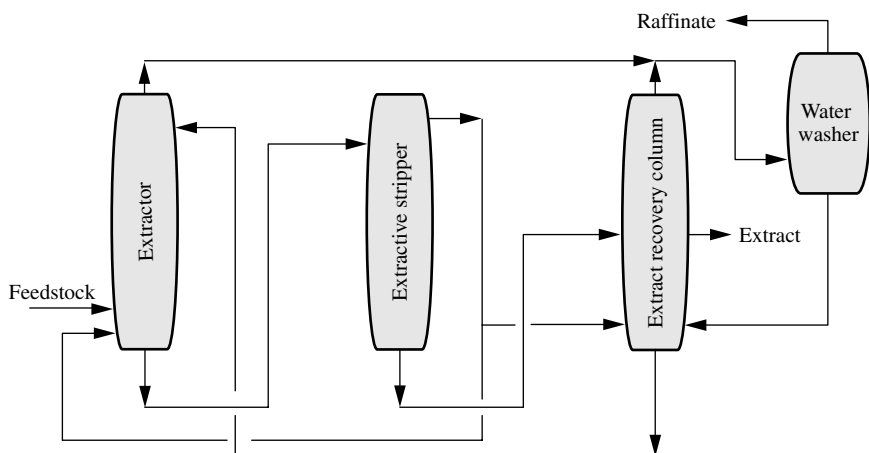 Raffinate
Water
washer
Extractor
Extractive stripper
Extract recovery column
Extract
Feedstock